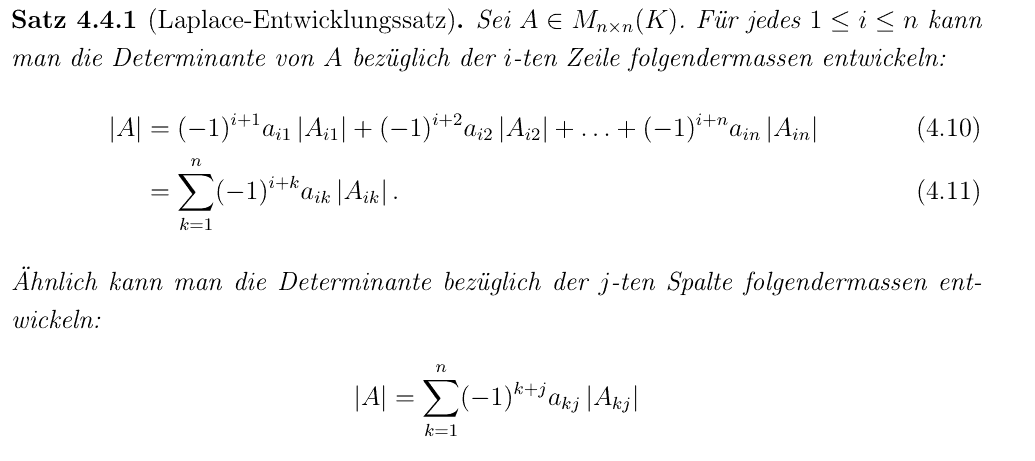 Satz 4.4.1 (Laplace-Entwicklungssatz). Sei A ∈ Mₙₓₙ(K). Für jedes 1 ≤ i ≤ n kann
man die Determinante von A bezüglich der i-ten Zeile folgendermassen entwickeln:
|A| = (−1)^{i+1} a_{i1} |A_{i1}| + (−1)^{i+2} a_{i2} |A_{i2}| + . . . + (−1)^{i+n} a_{in} |A_{in}| (4.10)
= \sum_{k=1}^{n} (−1)^{i+k} a_{ik} |A_{ik}| . (4.11)
Ähnlich kann man die Determinante bezüglich der j-ten Spalte folgendermassen ent-
wickeln:
|A| = \sum_{k=1}^{n} (−1)^{k+j} a_{kj} |A_{kj}|